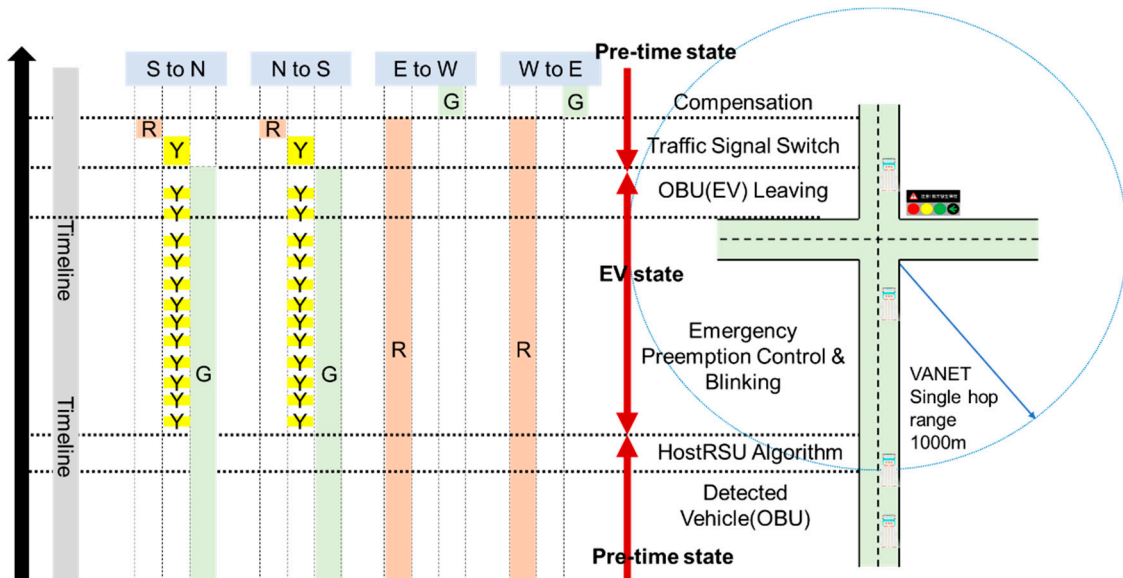 Pre-time state
S to N
N to S
E to W
W to E
G
G
Compensation
R
R
Y
Y
Traffic Signal Switch
Y
Y
OBU(EV) Leaving
Y
Y
Timeline
Y
Y
Y
Y
EV state
Y
Y
Y
Y
Y
Y
Y
Y
Emergency
Preemption Control &
Blinking
Y
Y
R
R
Y
Y
G
G
Y
Y
VANET
Single hop
range
1000m
Y
Y
Timeline
Y
Y
HostRSU Algorithm
Detected
Vehicle(OBU)
Pre-time state